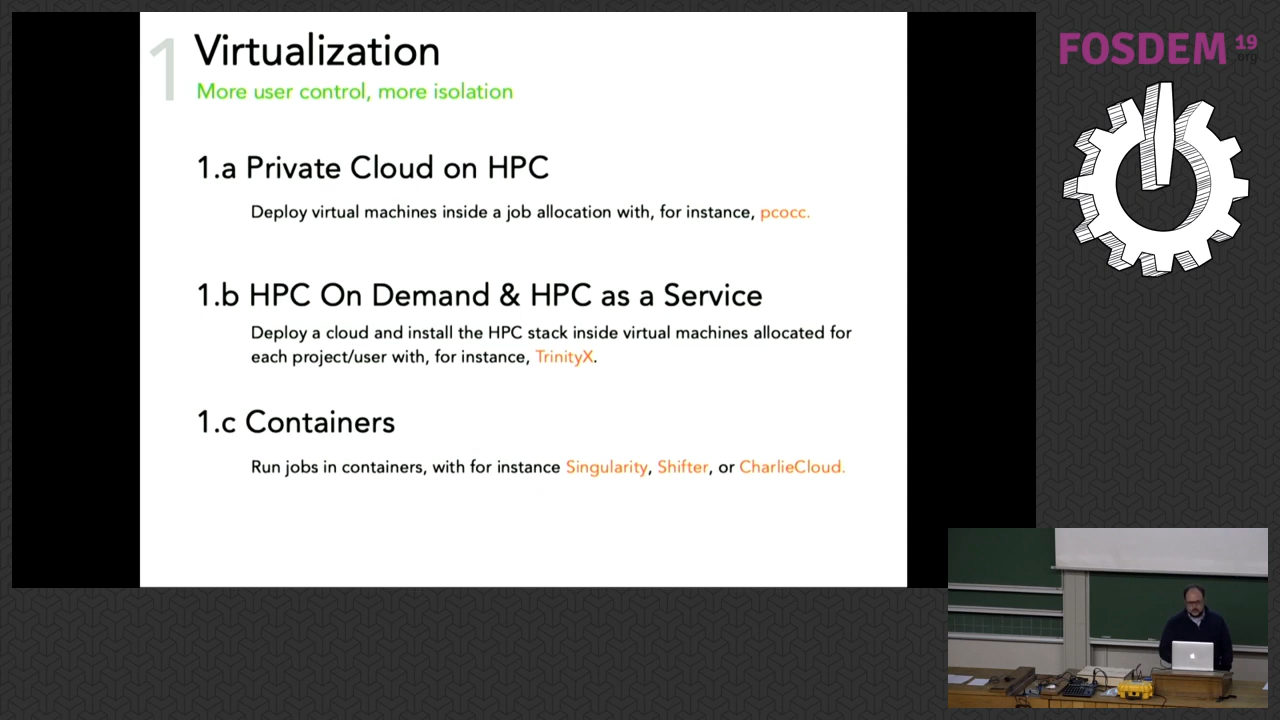 1
Virtualization
More user control, more isolation
1.a Private Cloud on HPC
Deploy virtual machines inside a job allocation with, for instance, pcocc.
1.b HPC On Demand & HPC as a Service
Deploy a cloud and install the HPC stack inside virtual machines allocated for
each project/user with, for instance, TrinityX.
1.c Containers
Run jobs in containers, with for instance Singularity, Shifter, or CharlieCloud.
FOSDEM 19
.org